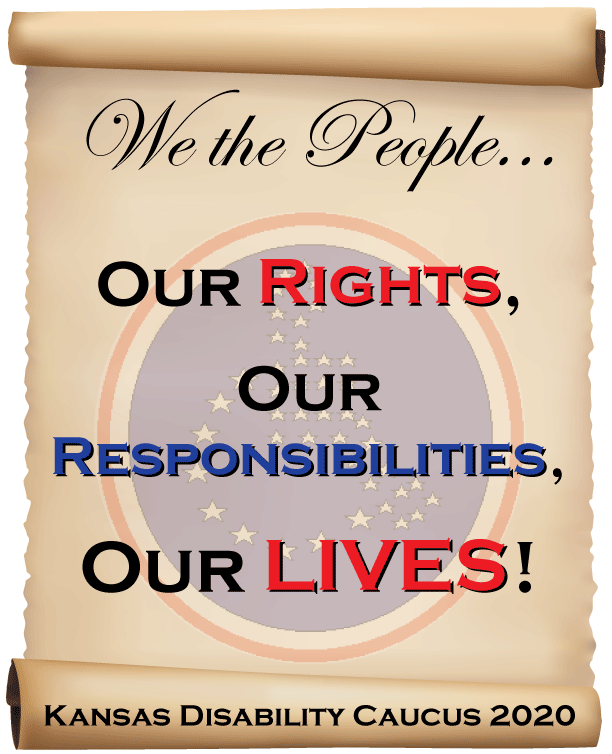 We the People...
Our Rights,
Our
Responsibilities,
Our LIVES!
Kansas Disability Caucus 2020